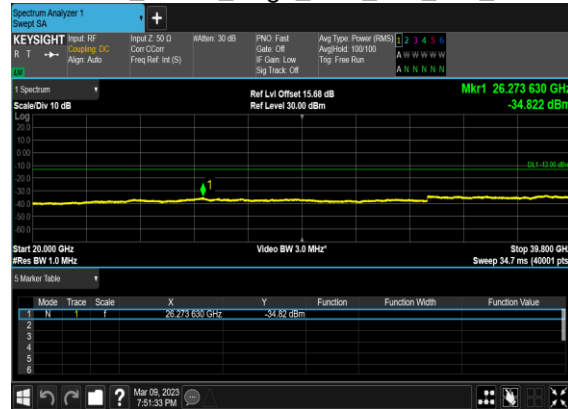 Spectrum Analyzer 1
Swept SA
+
KEYSIGHT Input: RF Input Z: 50 Ω #Atten: 30 dB PNO: Fast Avg Type: Power (RMS) 1 2 3 4 5 6
R T Coupling: DC Corr CCorr Gate: Off Avg|Hold: 100/100 A W W W W W
Align: Auto Freq Ref: Int (S) IF Gain: Low Trig: Free Run
LW Sig Track: Off A N N N N N
1 Spectrum Ref Lvl Offset 15.68 dB Mkr1 26.273 630 GHz
Scale/Div 10 dB Ref Level 30.00 dBm -34.822 dBm
Log
20.0
10.0
0.00
-10.0 DL1 -13.00 dBm
-20.0
-30.0 1
-40.0
-50.0
-60.0
Start 20.000 GHz Video BW 3.0 MHz* Stop 39.800 GHz
#Res BW 1.0 MHz Sweep 34.7 ms (40001 pts)
5 Marker Table
Mode Trace Scale X Y Function Function Width Function Value
1 N 1 f 26.273 630 GHz -34.82 dBm
2
3
4
5
6
? Mar 09, 2023
7:51:33 PM